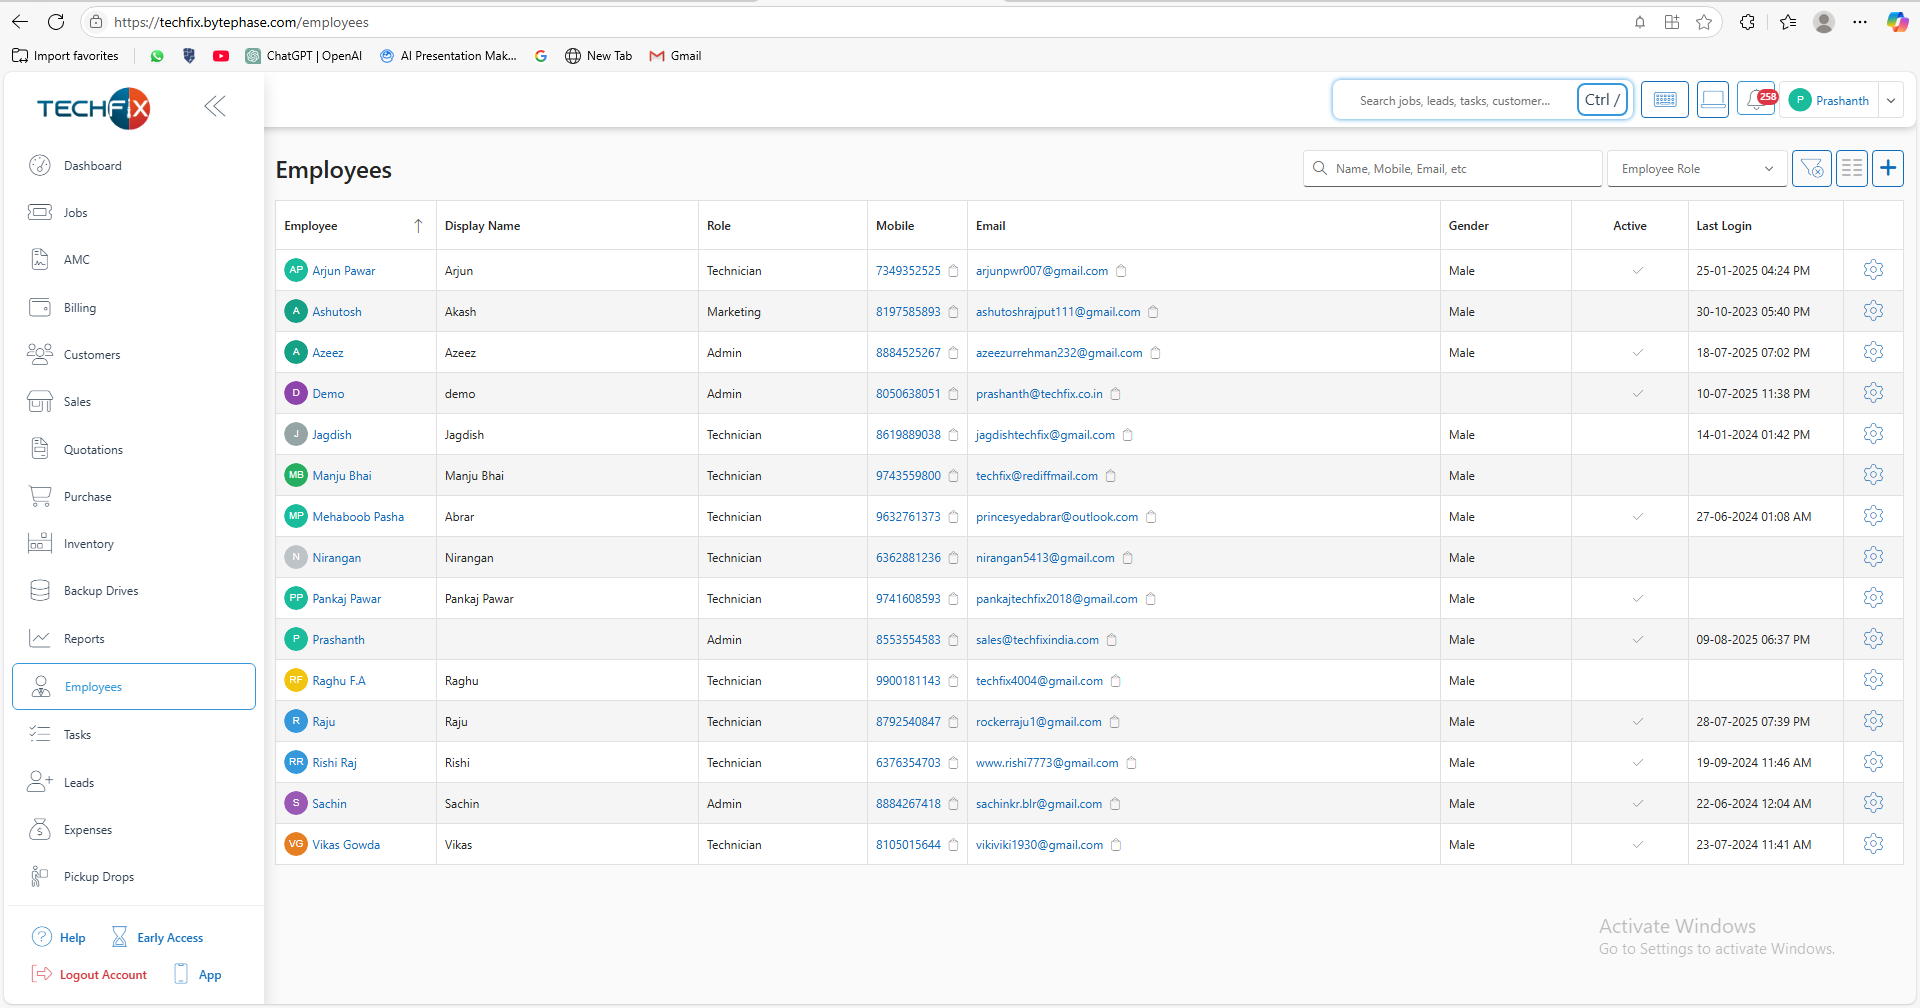 https://techfix.bytephase.com/employees
Import favorites ChatGPT | OpenAI AI Presentation Mak... New Tab Gmail
TECHFIX
Search jobs, leads, tasks, customer... Ctrl / 258 P Prashanth
Dashboard
Jobs
AMC
Billing
Customers
Sales
Quotations
Purchase
Inventory
Backup Drives
Reports
Employees
Tasks
Leads
Expenses
Pickup Drops
Help Early Access
Logout Account App
Employees Name, Mobile, Email, etc Employee Role
Employee Display Name Role Mobile Email Gender Active Last Login
AP Arjun Pawar Arjun Technician 7349352525 arjunpwr007@gmail.com Male 25-01-2025 04:24 PM
A Ashutosh Akash Marketing 8197585893 ashutoshrajput111@gmail.com Male 30-10-2023 05:40 PM
A Azeez Azeez Admin 8884525267 azeezurrehman232@gmail.com Male 18-07-2025 07:02 PM
D Demo demo Admin 8050638051 prashanth@techfix.co.in 10-07-2025 11:38 PM
J Jagdish Jagdish Technician 8619889038 jagdishtechfix@gmail.com Male 14-01-2024 01:42 PM
MB Manju Bhai Manju Bhai Technician 9743559800 techfix@rediffmail.com Male
MP Mehaboob Pasha Abrar Technician 9632761373 princesyedabrar@outlook.com Male 27-06-2024 01:08 AM
N Nirangan Nirangan Technician 6362881236 nirangan5413@gmail.com Male
PP Pankaj Pawar Pankaj Pawar Technician 9741608593 pankajtechfix2018@gmail.com Male
P Prashanth Admin 8553554583 sales@techfixindia.com Male 09-08-2025 06:37 PM
RF Raghu F.A Raghu Technician 9900181143 techfix4004@gmail.com Male
R Raju Raju Technician 8792540847 rockerraju1@gmail.com Male 28-07-2025 07:39 PM
RR Rishi Raj Rishi Technician 6376354703 www.rishi7773@gmail.com Male 19-09-2024 11:46 AM
S Sachin Sachin Admin 8884267418 sachinkr.blr@gmail.com Male 22-06-2024 12:04 AM
VG Vikas Gowda Vikas Technician 8105015644 vikiviki1930@gmail.com Male 23-07-2024 11:41 AM
Activate Windows
Go to Settings to activate Windows.